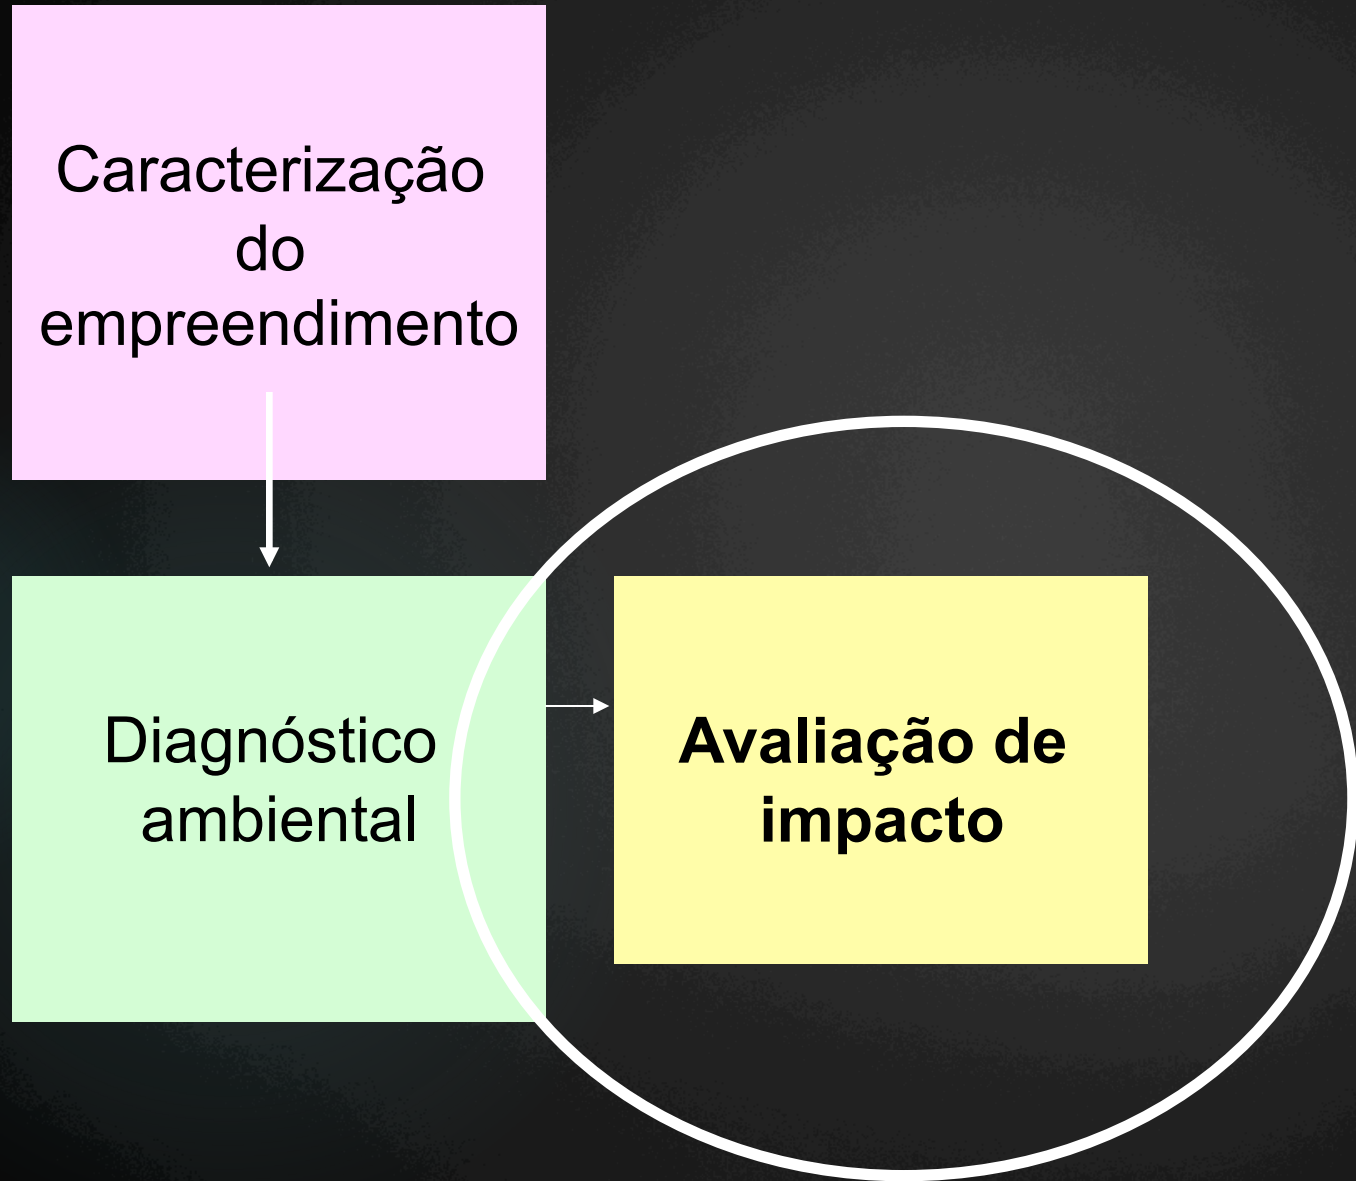 Caracterização
do
empreendimento
Diagnóstico
ambiental
Avaliação de
impacto